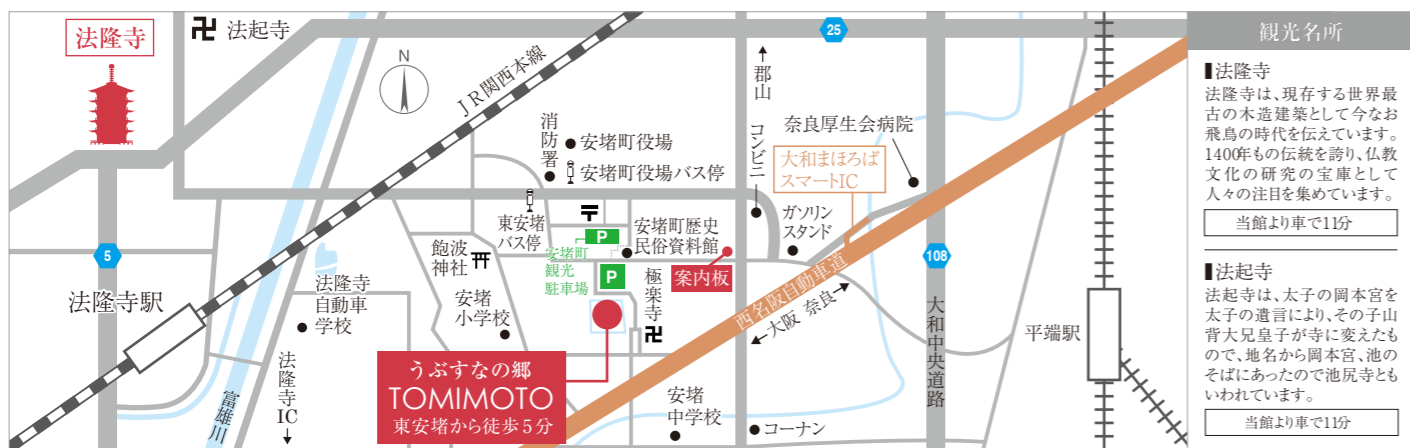 法隆寺
卍 法起寺
N
JR関西本線
25
↑郡山
コンビニ
奈良厚生会病院
大和まほろば
スマートIC
消防署
安堵町役場
安堵町役場バス停
東安堵
バス停
〒
P
安堵町歴史
民俗資料館
ガソリン
スタンド
飽波
神社
安堵町
観光
駐車場
P
案内板
極楽寺
卍
5
法隆寺駅
法隆寺
自動車
学校
安堵
小学校
西名阪自動車道
←大阪 奈良→
108
大和中央道路
平端駅
うぶすなの郷
TOMIMOTO
東安堵から徒歩5分
富雄川
法隆寺IC↓
安堵
中学校
コーナン
観光名所
▮法隆寺
法隆寺は、現存する世界最
古の木造建築として今なお
飛鳥の時代を伝えています。
1400年もの伝統を誇り、仏教
文化の研究の宝庫として
人々の注目を集めています。
当館より車で11分
▮法起寺
法起寺は、太子の岡本宮を
太子の遺言により、その子山
背大兄皇子が寺に変えたも
ので、地名から岡本宮、池の
そばにあったので池尻寺とも
いわれています。
当館より車で11分